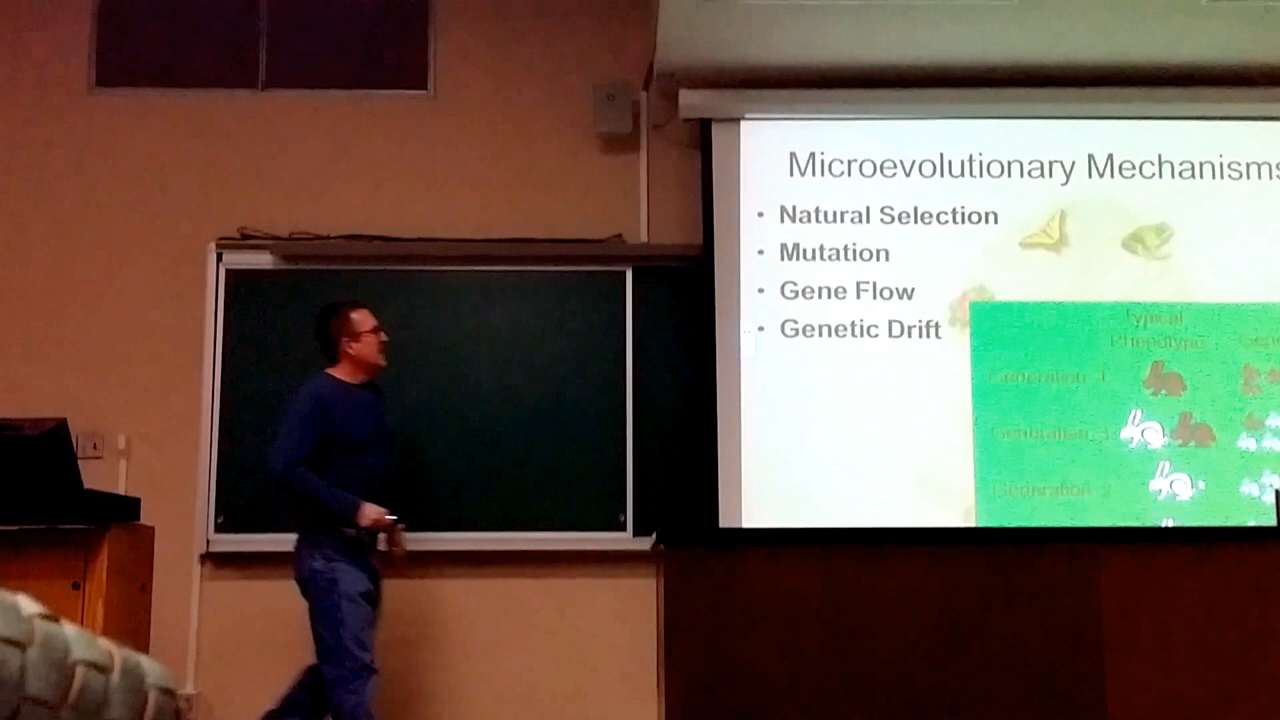 Microevolutionary Mechanisms
• Natural Selection
• Mutation
• Gene Flow
• Genetic Drift
Typical
Phenotype
Generation 1
Generation
Generation 2